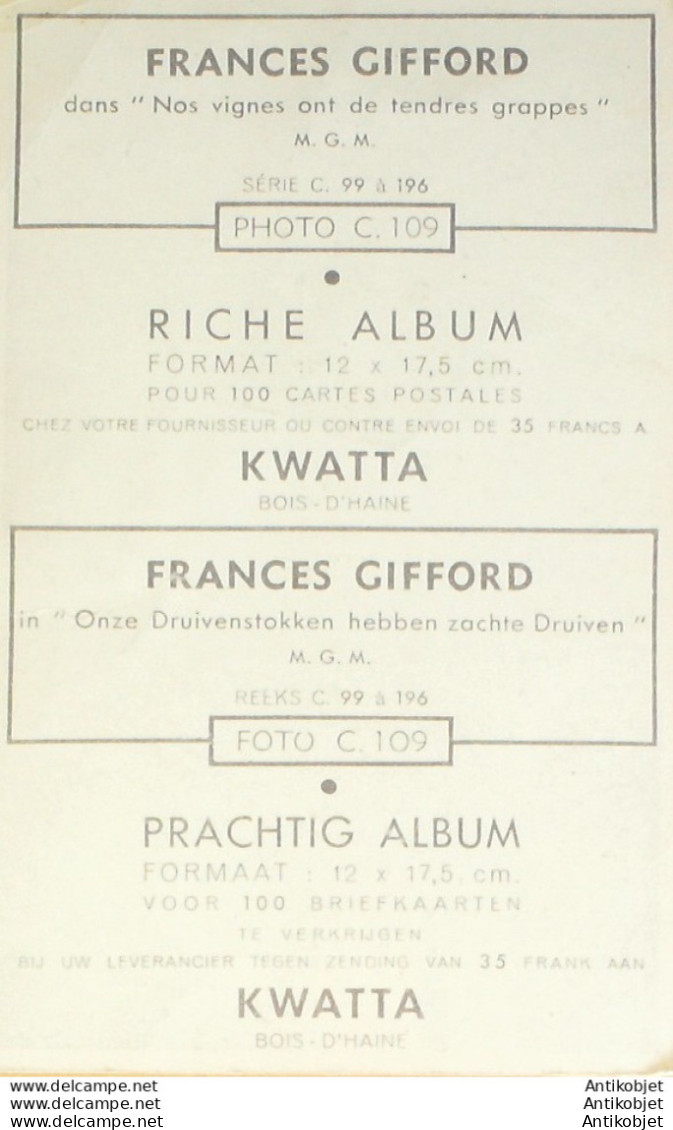 FRANCES GIFFORD
dans " Nos vignes ont de tendres grappes "
M. G. M.
SÉRIE C. 99 à 196
PHOTO C. 109
RICHE ALBUM
FORMAT : 12 x 17,5 cm.
POUR 100 CARTES POSTALES
CHEZ VOTRE FOURNISSEUR OU CONTRE ENVOI DE 35 FRANCS A
KWATTA
BOIS - D'HAINE
FRANCES GIFFORD
in " Onze Druivenstokken hebben zachte Druiven "
M. G. M.
REEKS C. 99 à 196
FOTO C. 109
PRACHTIG ALBUM
FORMAAT : 12 x 17,5 cm.
VOOR 100 BRIEFKAARTEN
TE VERKRIJGEN
BIJ UW LEVERANCIER TEGEN ZENDING VAN 35 FRANK AAN
KWATTA
BOIS - D'HAINE
www.delcampe.net Antikobjet
www.delcampe.com Antikobjet
www.delcampe.com Antikobjet